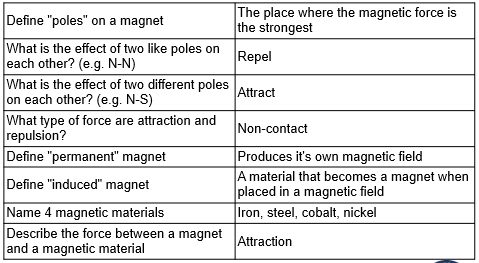 Define "poles" on a magnet
The place where the magnetic force is
the strongest
What is the effect of two like poles on
each other? (e.g. N-N)
Repel
What is the effect of two different poles
on each other? (e.g. N-S)
Attract
What type of force are attraction and
repulsion?
Non-contact
Define "permanent" magnet
Produces it's own magnetic field
Define "induced" magnet
A material that becomes a magnet when
placed in a magnetic field
Name 4 magnetic materials
Iron, steel, cobalt, nickel
Describe the force between a magnet
and a magnetic material
Attraction